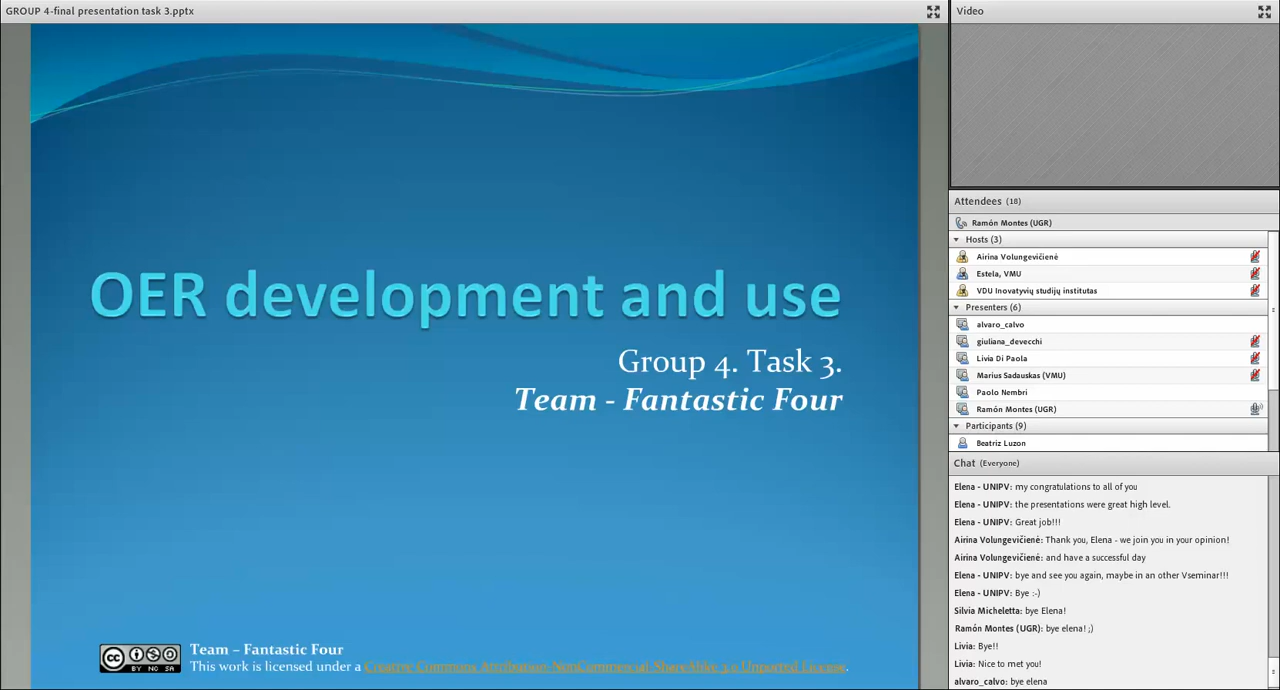 GROUP 4-final presentation task 3.pptx
OER development and use
Group 4. Task 3.
Team - Fantastic Four
BY NC SA
Team – Fantastic Four
This work is licensed under a Creative Commons Attribution-NonCommercial-ShareAlike 3.0 Unported License.
Video
Attendees (18)
Ramón Montes (UGR)
Hosts (3)
Airina Volungevičienė
Estela, VMU
VDU Inovatyvių studijų institutas
Presenters (6)
alvaro_calvo
giuliana_devecchi
Livia Di Paola
Marius Sadauskas (VMU)
Paolo Nembri
Ramón Montes (UGR)
Participants (9)
Beatriz Luzon
Chat (Everyone)
Elena - UNIPV: my congratulations to all of you
Elena - UNIPV: the presentations were great high level.
Elena - UNIPV: Great job!!!
Airina Volungevičienė: Thank you, Elena - we join you in your opinion!
Airina Volungevičienė: and have a successful day
Elena - UNIPV: bye and see you again, maybe in an other Vseminar!!!
Elena - UNIPV: Bye :-)
Silvia Micheletta: bye Elena!
Ramón Montes (UGR): bye elena! ;)
Livia: Bye!!
Livia: Nice to met you!
alvaro_calvo: bye elena